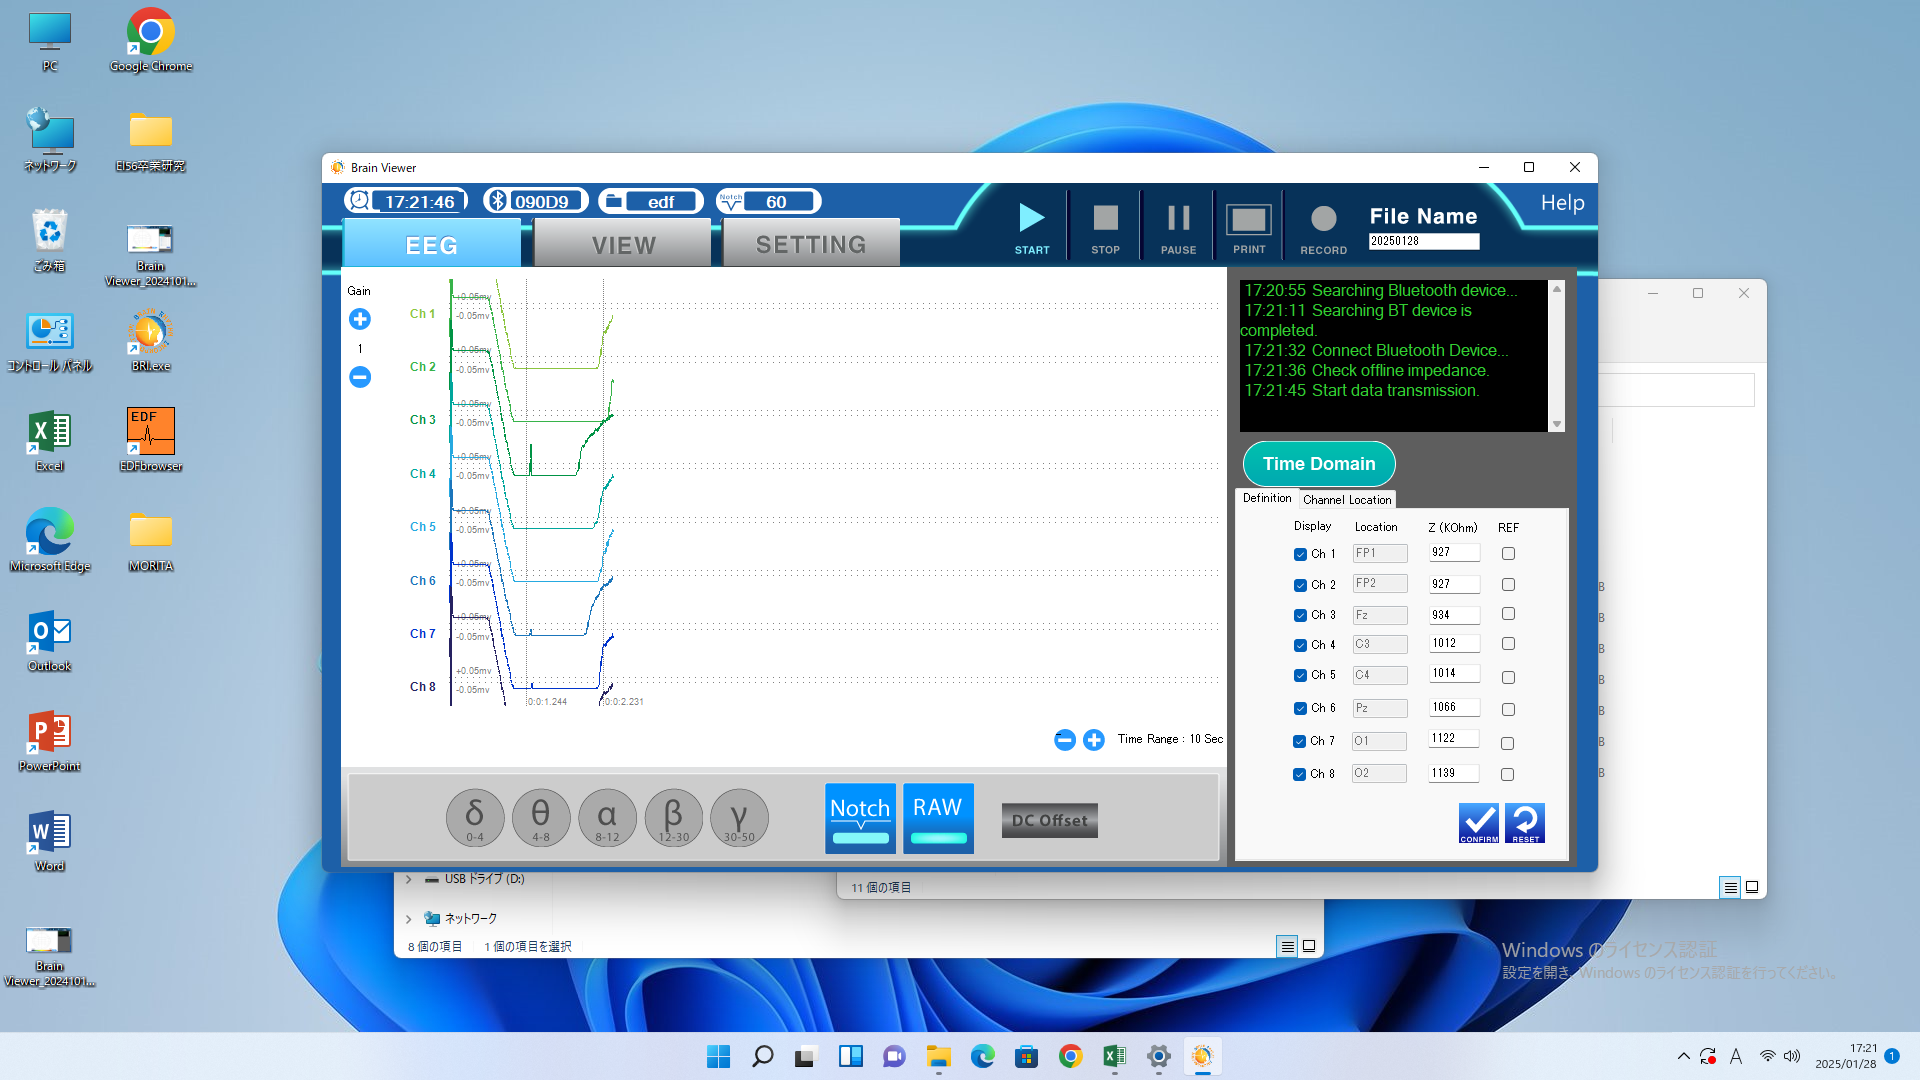 PC
Google Chrome
ネットワーク
EI56卒業研究
ごみ箱
Brain
Viewer_2024101...
コントロール パネル
BRI.exe
Excel
EDF
EDFbrowser
Microsoft Edge
MORITA
Outlook
PowerPoint
Word
Brain
Viewer_2024101...
Brain Viewer
17:21:46
090D9
edf
Notch
60
EEG
VIEW
SETTING
START
STOP
PAUSE
PRINT
RECORD
File Name
20250128
Help
Gain
1
Ch 1
+0.05mv
-0.05mv
Ch 2
+0.05mv
-0.05mv
Ch 3
+0.05mv
-0.05mv
Ch 4
+0.05mv
-0.05mv
Ch 5
+0.05mv
-0.05mv
Ch 6
+0.05mv
-0.05mv
Ch 7
+0.05mv
-0.05mv
Ch 8
+0.05mv
-0.05mv
0:0:1.244
0:0:2.231
Time Range : 10 Sec
δ 0-4
θ 4-8
α 8-12
β 12-30
γ 30-50
Notch
RAW
DC Offset
17:20:55 Searching Bluetooth device...
17:21:11 Searching BT device is
completed.
17:21:32 Connect Bluetooth Device...
17:21:36 Check offline impedance.
17:21:45 Start data transmission.
Time Domain
Definition
Channel Location
Display Location Z (KOhm) REF
Ch 1 FP1 927
Ch 2 FP2 927
Ch 3 Fz 934
Ch 4 C3 1012
Ch 5 C4 1014
Ch 6 Pz 1066
Ch 7 O1 1122
Ch 8 O2 1139
CONFIRM
RESET
B
B
B
B
B
B
B
USB ドライブ (D:)
ネットワーク
8 個の項目
1 個の項目を選択
11 個の項目
Windows のライセンス認証
設定を開き、Windows のライセンス認証を行ってください。
A
17:21
2025/01/28
1